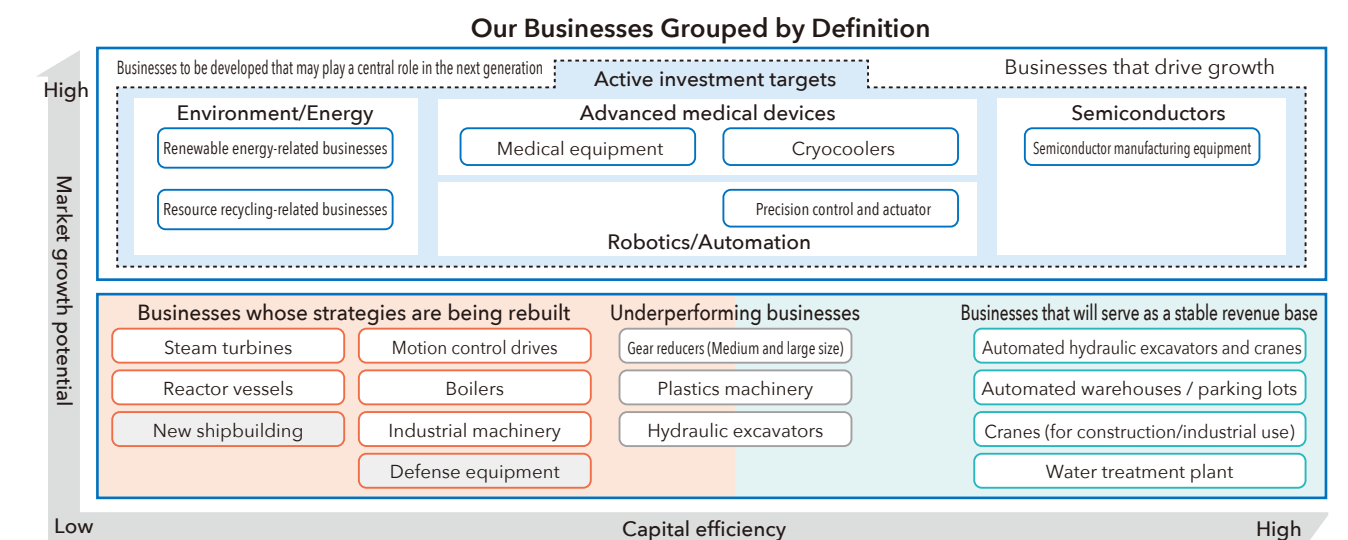 Our Businesses Grouped by Definition
High
Market growth potential
Low
Businesses to be developed that may play a central role in the next generation
Active investment targets
Businesses that drive growth
Environment/Energy
Renewable energy-related businesses
Resource recycling-related businesses
Advanced medical devices
Medical equipment
Cryocoolers
Precision control and actuator
Robotics/Automation
Semiconductors
Semiconductor manufacturing equipment
Businesses whose strategies are being rebuilt
Steam turbines
Motion control drives
Reactor vessels
Boilers
New shipbuilding
Industrial machinery
Defense equipment
Underperforming businesses
Gear reducers (Medium and large size)
Plastics machinery
Hydraulic excavators
Businesses that will serve as a stable revenue base
Automated hydraulic excavators and cranes
Automated warehouses / parking lots
Cranes (for construction/industrial use)
Water treatment plant
Capital efficiency
High